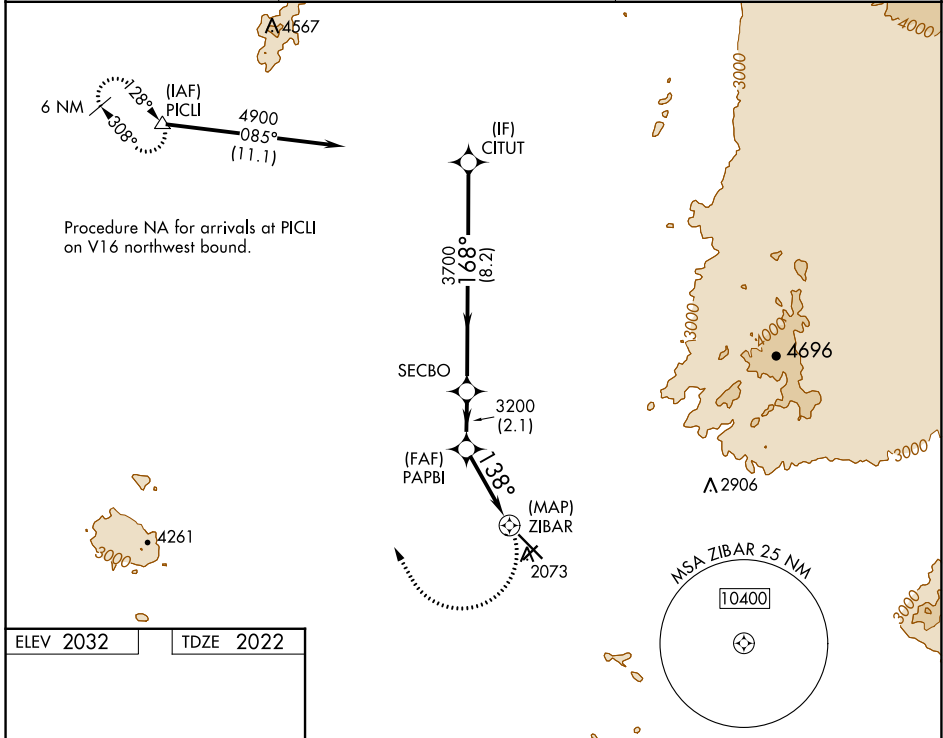 4567
4000
3000
6 NM
128°
308°
(IAF)
PICLI
4900
085°
(11.1)
(IF)
CITUT
Procedure NA for arrivals at PICLI
on V16 northwest bound.
3700
168°
(8.2)
3000
4000
4696
SECBO
3200
(2.1)
(FAF)
PAPBI
138°
3000
2906
(MAP)
ZIBAR
2073
4261
3000
MSA ZIBAR 25 NM
10400
3000
ELEV 2032
TDZE 2022